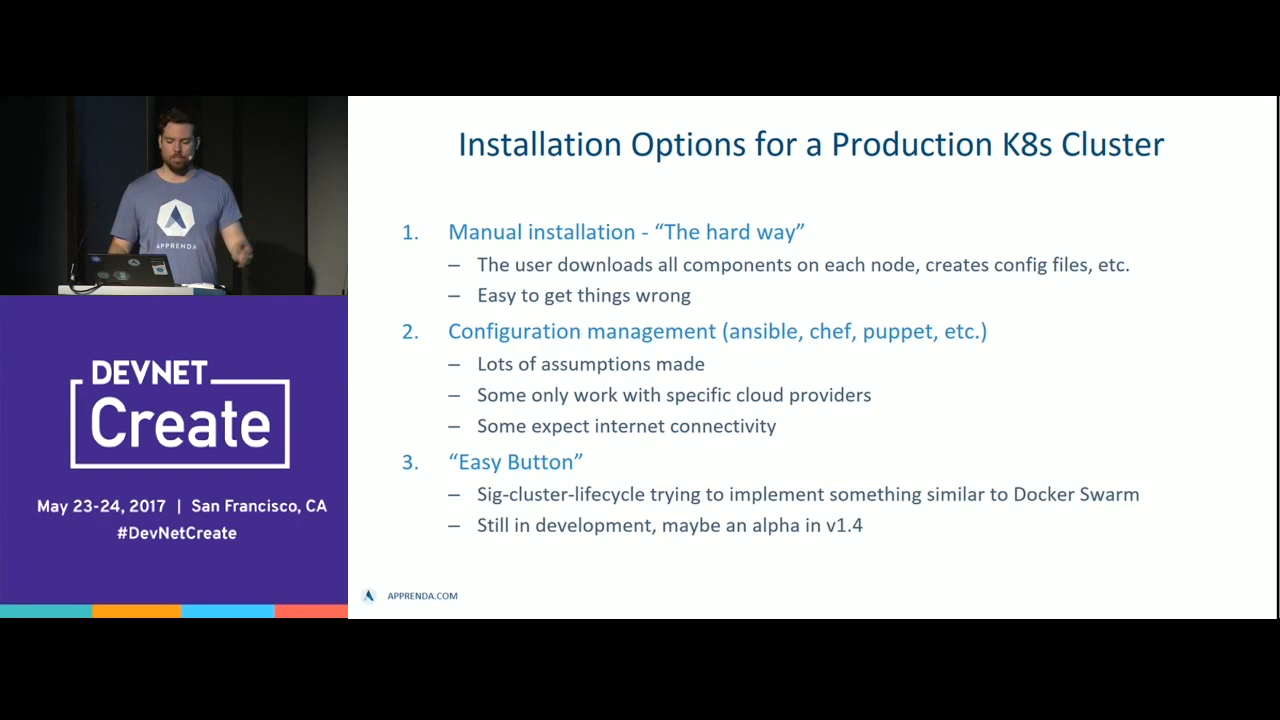 APPRENDA
DEVNET
Create
May 23-24, 2017 | San Francisco, CA
#DevNetCreate
Installation Options for a Production K8s Cluster
1. Manual installation - “The hard way”
– The user downloads all components on each node, creates config files, etc.
– Easy to get things wrong
2. Configuration management (ansible, chef, puppet, etc.)
– Lots of assumptions made
– Some only work with specific cloud providers
– Some expect internet connectivity
3. “Easy Button”
– Sig-cluster-lifecycle trying to implement something similar to Docker Swarm
– Still in development, maybe an alpha in v1.4
APPRENDA.COM